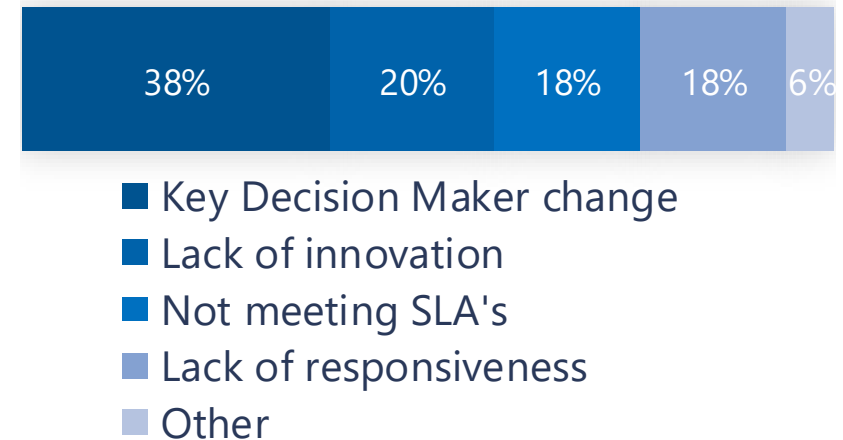 38% 20% 18% 18% 6%
Key Decision Maker change
Lack of innovation
Not meeting SLA's
Lack of responsiveness
Other